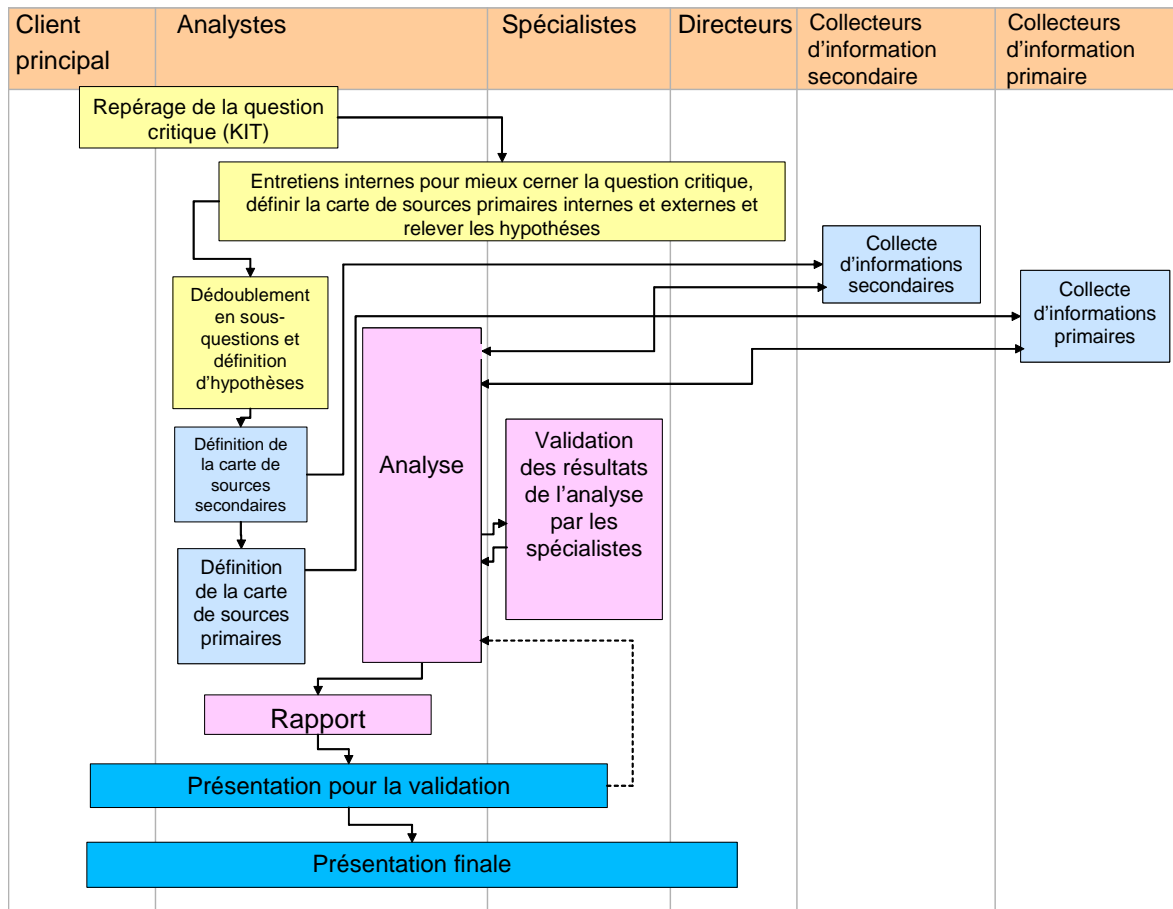 Client
principal
Analystes
Spécialistes
Directeurs
Collecteurs
d'information
secondaire
Collecteurs
d'information
primaire
Repérage de la question
critique (KIT)
Entretiens internes pour mieux cerner la question critique,
définir la carte de sources primaires internes et externes et
relever les hypothéses
Collecte
d'informations
secondaires
Collecte
d'informations
primaires
Dédoublement
en sous-
questions et
définition
d'hypothèses
Définition de
la carte de
sources
secondaires
Définition
de la carte
de sources
primaires
Analyse
Validation
des résultats
de l'analyse
par les
spécialistes
Rapport
Présentation pour la validation
Présentation finale